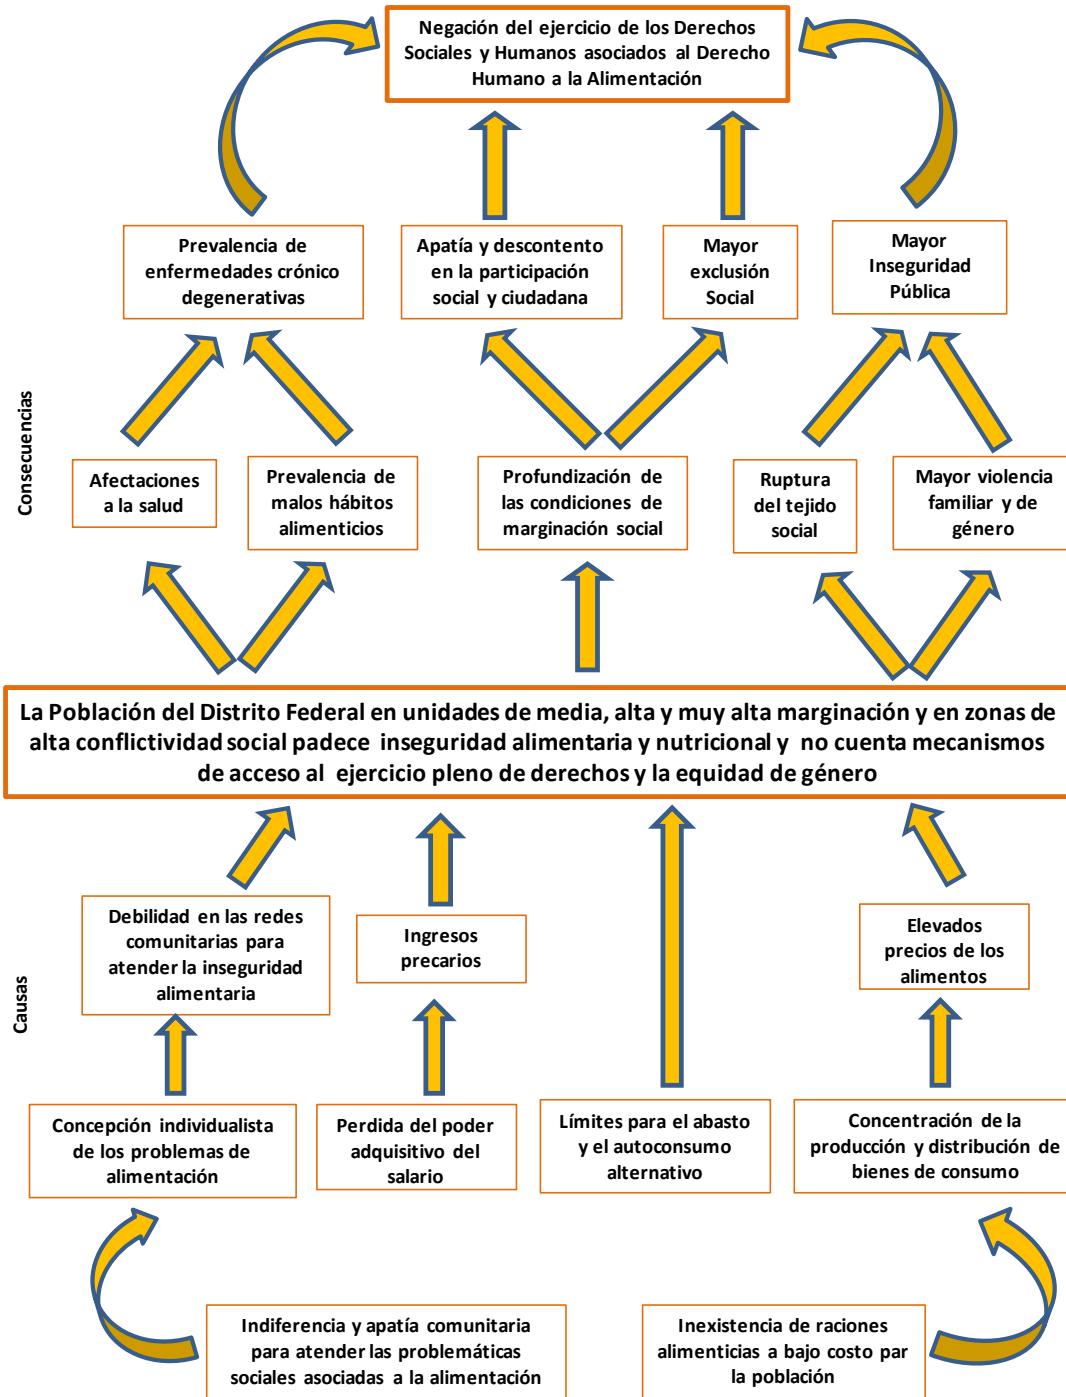 Negación del ejercicio de los Derechos
Sociales y Humanos asociados al Derecho
Humano a la Alimentación
Prevalencia de
enfermedades crónico
degenerativas
Apatía y descontento
en la participación
social y ciudadana
Mayor
exclusión
Social
Mayor
Inseguridad
Pública
Consecuencias
Afectaciones
a la salud
Prevalencia de
malos hábitos
alimenticios
Profundización de
las condiciones de
marginación social
Ruptura
del tejido
social
Mayor violencia
familiar y de
género
La Población del Distrito Federal en unidades de media, alta y muy alta marginación y en zonas de
alta conflictividad social padece inseguridad alimentaria y nutricional y no cuenta mecanismos
de acceso al ejercicio pleno de derechos y la equidad de género
Debilidad en las redes
comunitarias para
atender la inseguridad
alimentaria
Ingresos
precarios
Elevados
precios de los
alimentos
Causas
Concepción individualista
de los problemas de
alimentación
Perdida del poder
adquisitivo del
salario
Límites para el abasto
y el autoconsumo
alternativo
Concentración de la
producción y distribución de
bienes de consumo
Indiferencia y apatía comunitaria
para atender las problemáticas
sociales asociadas a la alimentación
Inexistencia de raciones
alimenticias a bajo costo par
la población